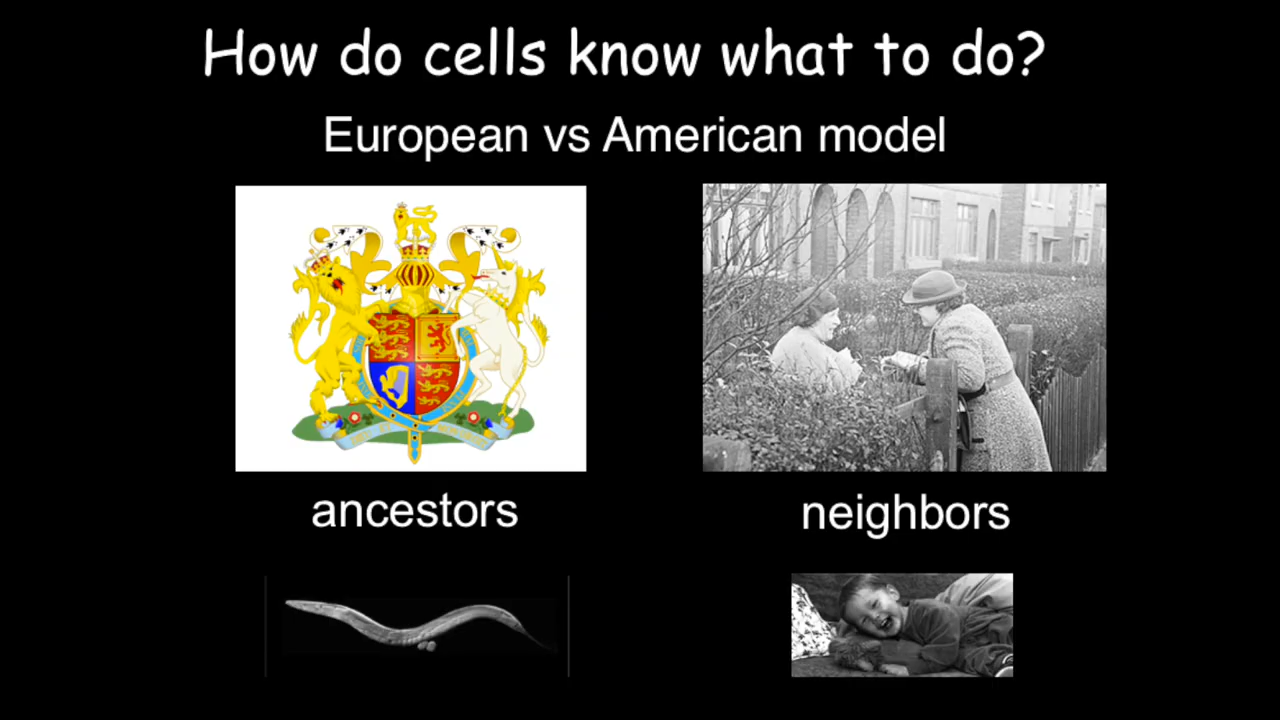 How do cells know what to do?
European vs American model
ancestors
neighbors